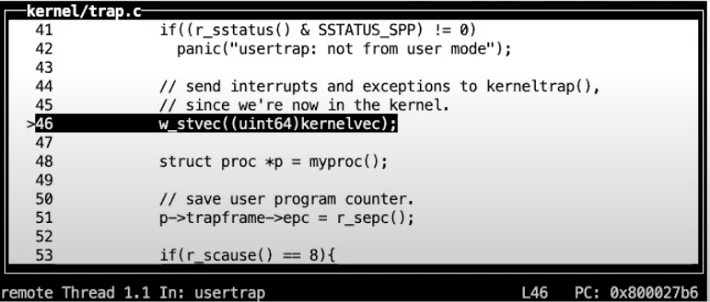 kernel/trap.c
41 if((r_sstatus() & SSTATUS_SPP) != 0)
42 panic("usertrap: not from user mode");
43
44 // send interrupts and exceptions to kerneltrap(),
45 // since we're now in the kernel.
>46 w_stvec((uint64)kernelvec);
47
48 struct proc *p = myproc();
49
50 // save user program counter.
51 p->trapframe->epc = r_sepc();
52
53 if(r_scause() == 8){
remote Thread 1.1 In: usertrap L46 PC: 0x800027b6